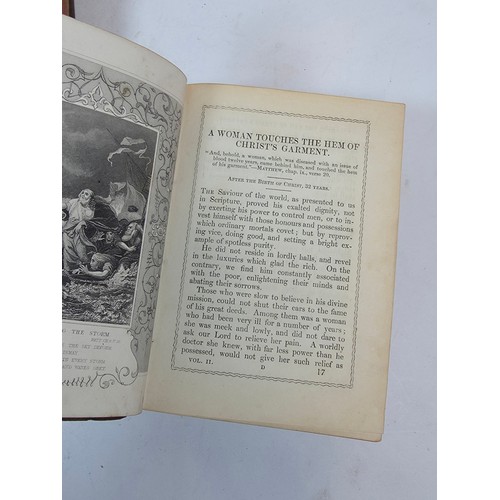 THE STORM
A WOMAN TOUCHES THE HEM OF
CHRIST'S GARMENT.
"And, behold, a woman, which was diseased with an issue of
blood twelve years, came behind him, and touched the hem
of his garment."—MATTHEW, chap. ix., verse 20.
AFTER THE BIRTH OF CHRIST, 32 YEARS.
THE Saviour of the world, as presented to us
in Scripture, proved his exalted dignity, not
by exerting his power to control men, or to in-
vest himself with those honours and possessions
which ordinary mortals covet; but by reprov-
ing vice, doing good, and setting a bright ex-
ample of spotless purity.
He did not reside in lordly halls, and revel
in the luxuries which glad the rich. On the
contrary, we find him constantly associated
with the poor, enlightening their minds and
abating their sorrows.
Those who were slow to believe in his divine
mission, could not shut their ears to the fame
of his great deeds. Among them was a woman
who had been very ill for a number of years;
she was meek and lowly, and did not dare to
ask our Lord to relieve her pain. A worldly
doctor she knew, with far less power than he
possessed, would not give her such relief as
VOL. II. D 17